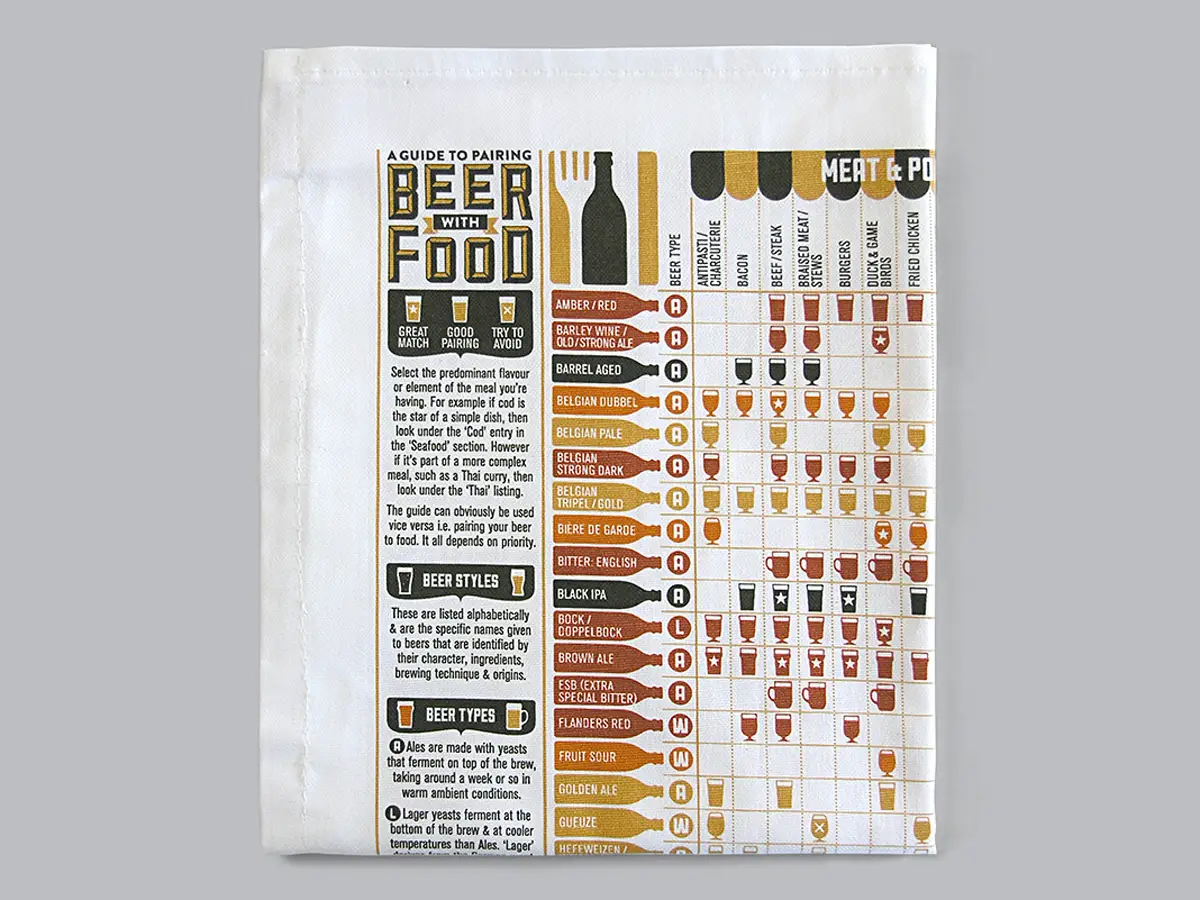 A GUIDE TO PAIRING
BEER
WITH
FOOD
GREAT
MATCH
GOOD
PAIRING
TRY TO
AVOID
Select the predominant flavour
or element of the meal you're
having. For example if cod is
the star of a simple dish, then
look under the 'Cod' entry in
the 'Seafood' section. However
if it's part of a more complex
meal, such as a Thai curry, then
look under the 'Thai' listing.
The guide can obviously be used
vice versa i.e. pairing your beer
to food. It all depends on priority.
BEER STYLES
These are listed alphabetically
& are the specific names given
to beers that are identified by
their character, ingredients,
brewing technique & origins.
BEER TYPES
A Ales are made with yeasts
that ferment on top of the brew,
taking around a week or so in
warm ambient conditions.
L Lager yeasts ferment at the
bottom of the brew & at cooler
temperatures than Ales. 'Lager'
MEAT & PO
BEER TYPE
ANTIPASTI /
CHARCUTERIE
BACON
BEEF / STEAK
BRAISED MEAT /
STEWS
BURGERS
DUCK & GAME
BIRDS
FRIED CHICKEN
AMBER / RED A
BARLEY WINE /
OLD / STRONG ALE A
BARREL AGED A
BELGIAN DUBBEL A
BELGIAN PALE A
BELGIAN
STRONG DARK A
BELGIAN
TRIPEL / GOLD A
BIÈRE DE GARDE A
BITTER: ENGLISH A
BLACK IPA A
BOCK /
DOPPELBOCK L
BROWN ALE A
ESB (EXTRA
SPECIAL BITTER) A
FLANDERS RED W
FRUIT SOUR W
GOLDEN ALE A
GUEUZE W
HEFEWEIZEN /